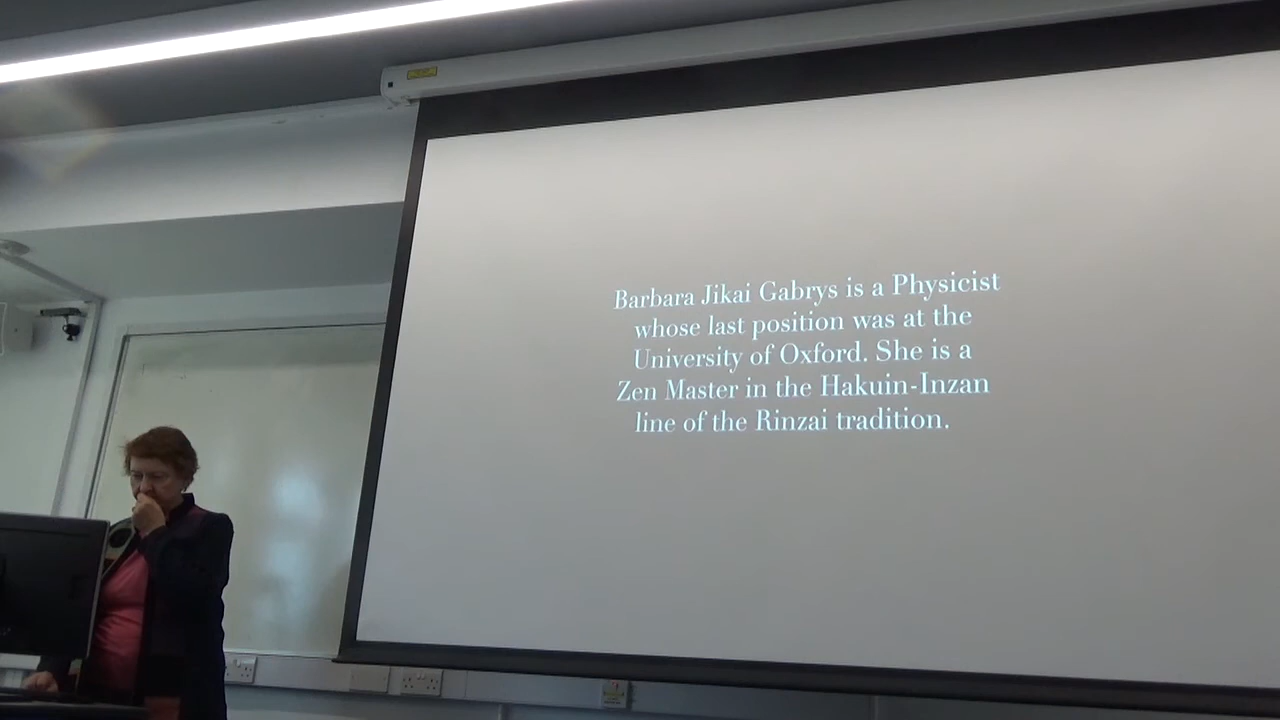 Barbara Jikai Gabrys is a Physicist
whose last position was at the
University of Oxford. She is a
Zen Master in the Hakuin-Inzan
line of the Rinzai tradition.